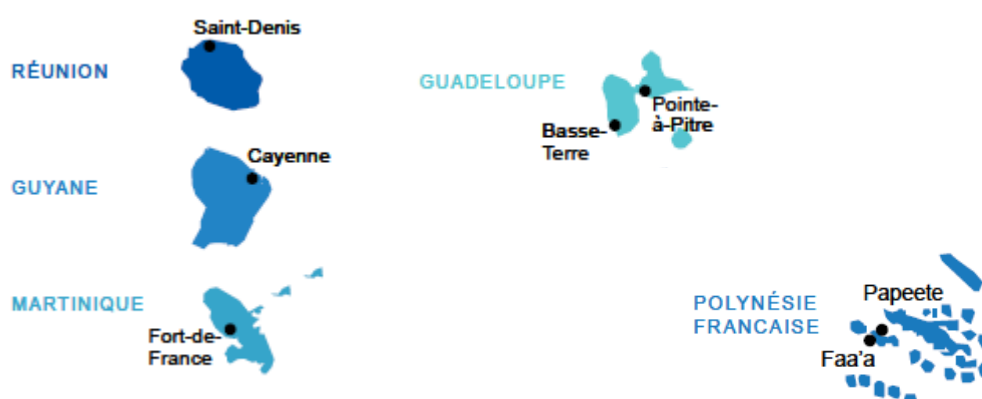 Saint-Denis
RÉUNION
GUADELOUPE
Pointe-
à-Pitre
Basse-
Terre
Cayenne
GUYANE
MARTINIQUE
Fort-de-
France
POLYNÉSIE
FRANCAISE
Papeete
Faa'a